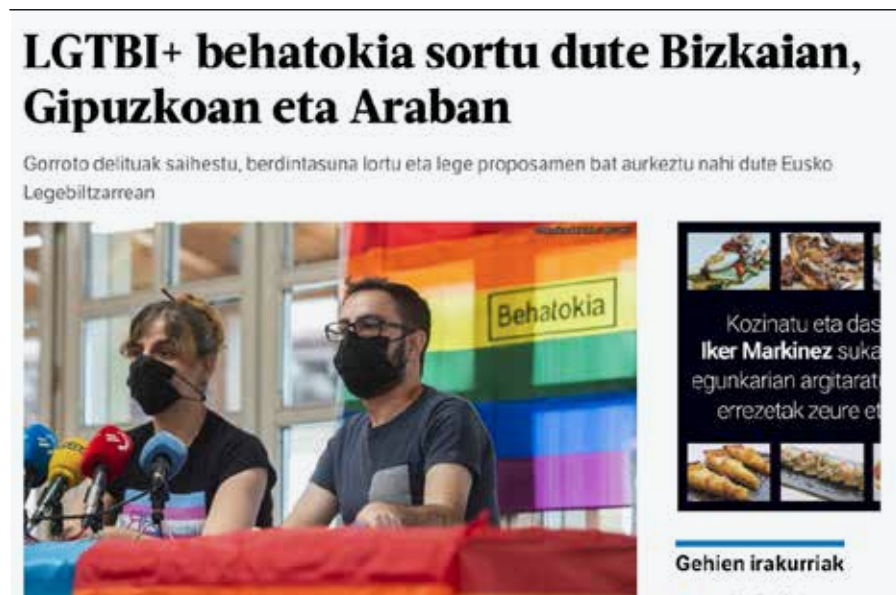 LGTBI+ behatokia sortu dute Bizkaian,
Gipuzkoan eta Araban
Gorroto delituak saihestu, berdintasuna lortu eta lege proposamen bat aurkeztu nahi dute Eusko
Legebiltzarrean
Behatokia
Kozinatu eta das
Iker Markinez suka
egunkarian argitarat
errezetak zeure et
Gehien irakurriak